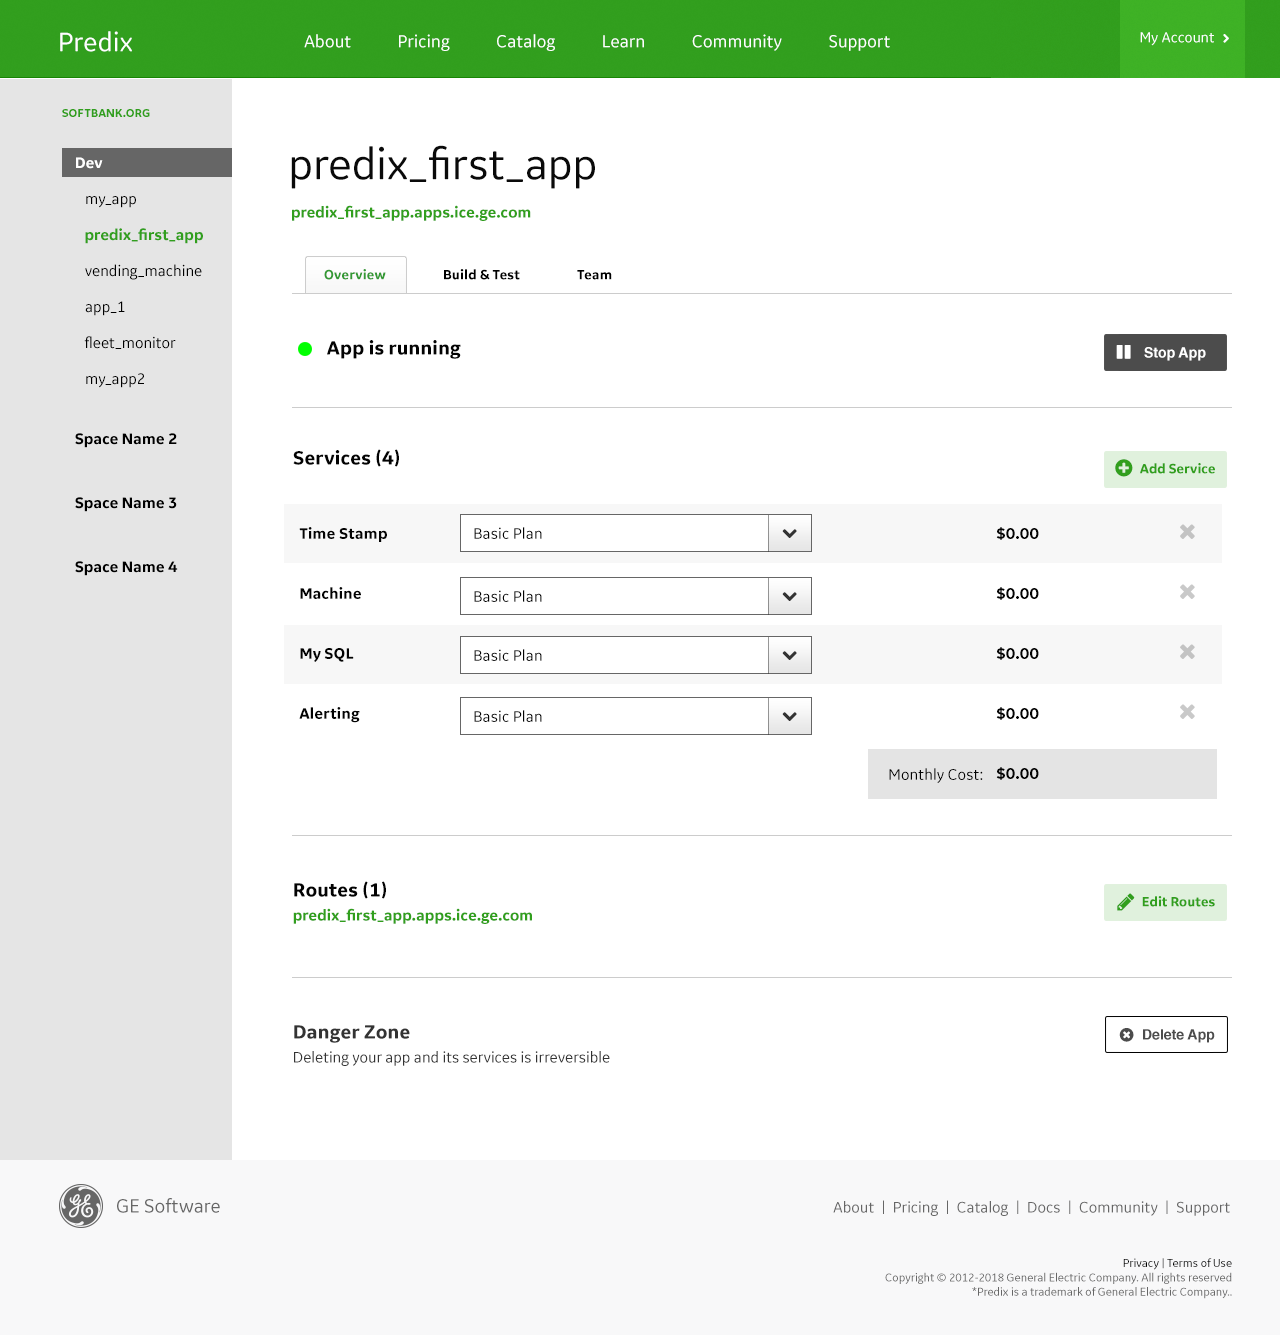 Predix
About Pricing Catalog Learn Community Support
My Account
SOFTBANK.ORG
Dev
my_app
predix_first_app
vending_machine
app_1
fleet_monitor
my_app2
Space Name 2
Space Name 3
Space Name 4
predix_first_app
predix_first_app.apps.ice.ge.com
Overview Build & Test Team
App is running
Stop App
Services (4)
Add Service
Time Stamp Basic Plan $0.00
Machine Basic Plan $0.00
My SQL Basic Plan $0.00
Alerting Basic Plan $0.00
Monthly Cost: $0.00
Routes (1)
predix_first_app.apps.ice.ge.com
Edit Routes
Danger Zone
Deleting your app and its services is irreversible
Delete App
GE Software
About | Pricing | Catalog | Docs | Community | Support
Privacy | Terms of Use
Copyright © 2012-2018 General Electric Company. All rights reserved
*Predix is a trademark of General Electric Company..